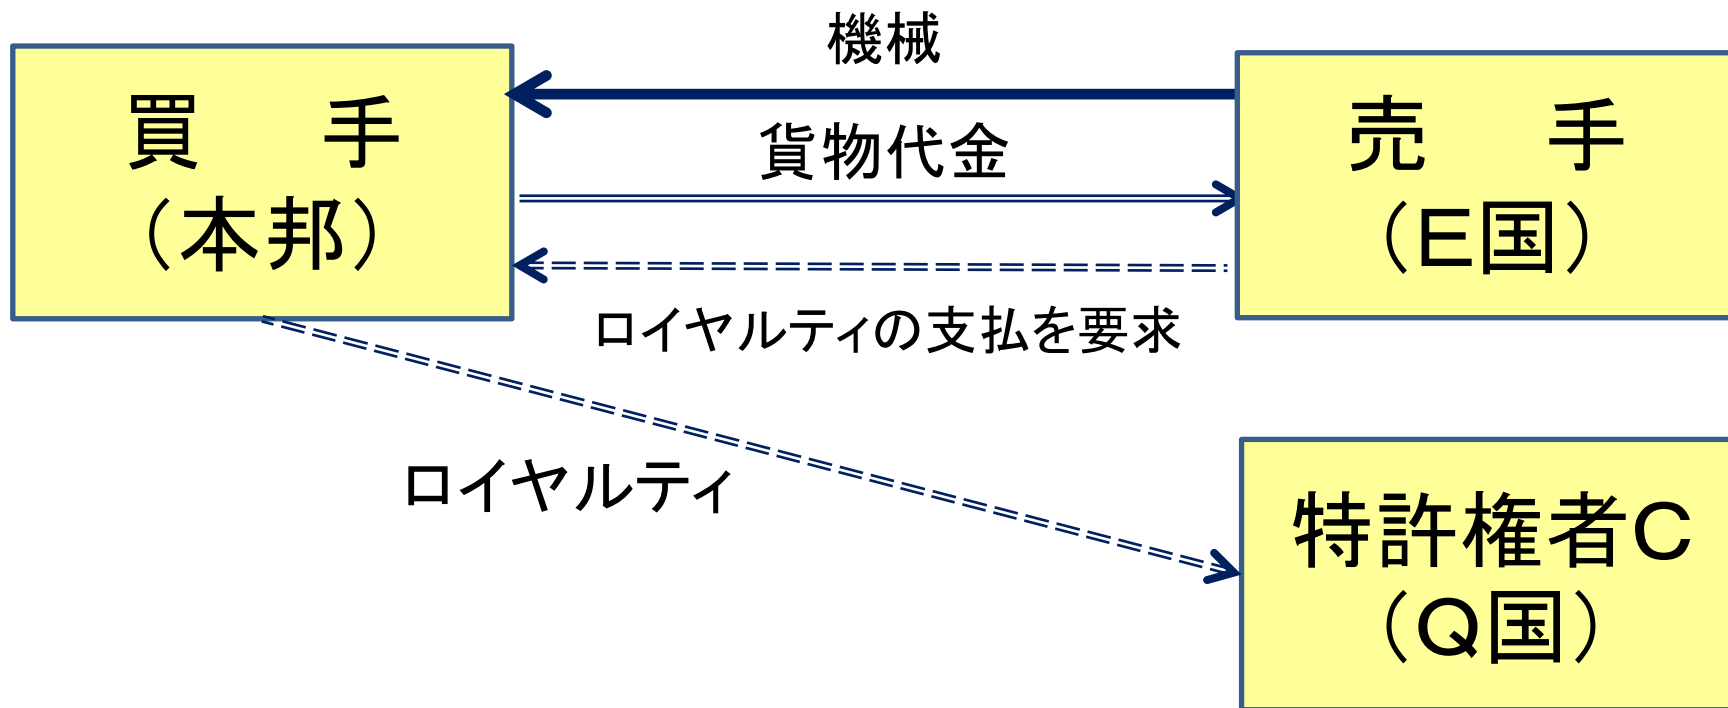 機械
買　手
（本邦）
貨物代金
売　手
（E国）
ロイヤルティの支払を要求
ロイヤルティ
特許権者C
（Q国）